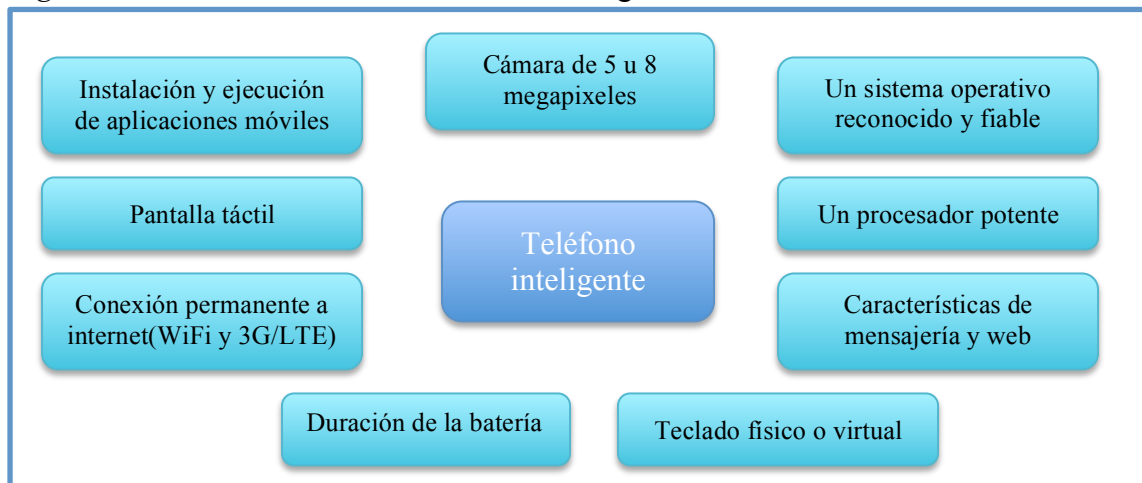 Instalación y ejecución
de aplicaciones móviles
Cámara de 5 u 8
megapixeles
Un sistema operativo
reconocido y fiable
Pantalla táctil
Teléfono
inteligente
Un procesador potente
Conexión permanente a
internet(WiFi y 3G/LTE)
Características de
mensajería y web
Duración de la batería
Teclado físico o virtual